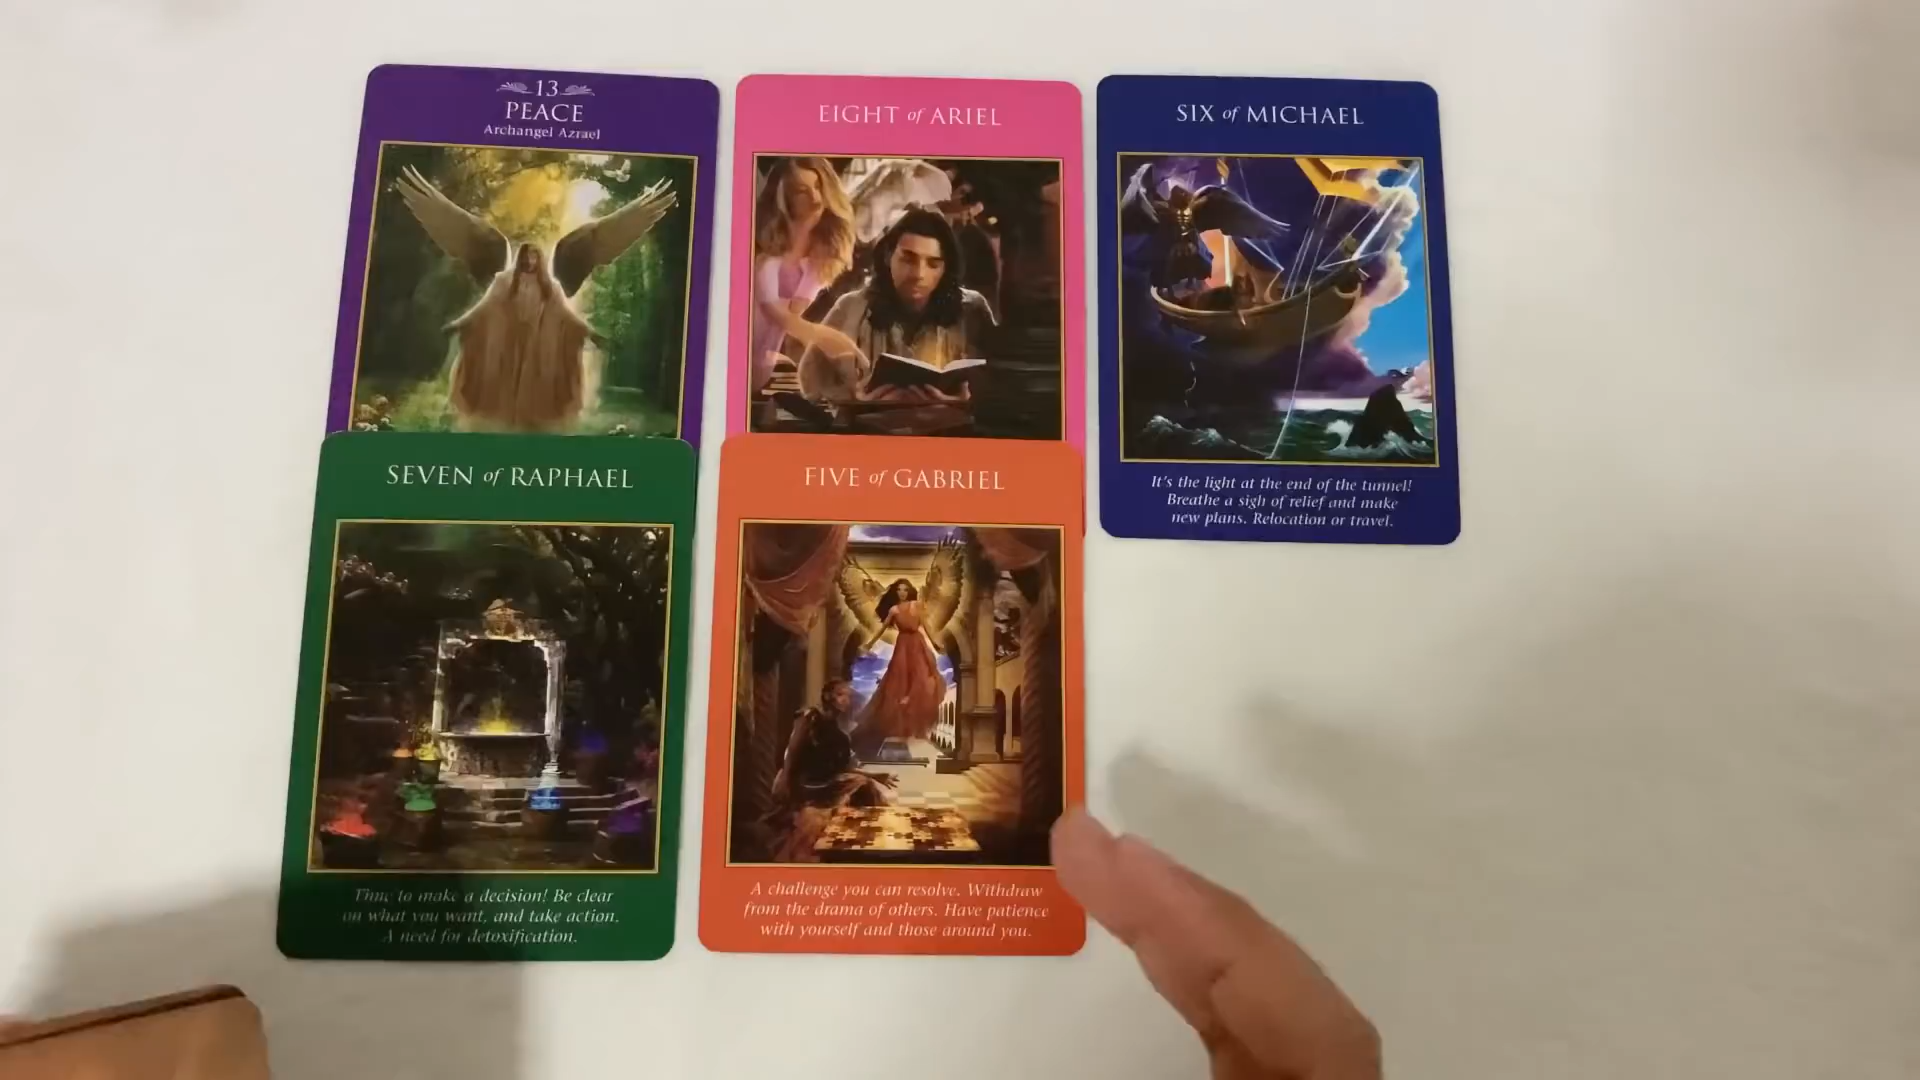 13
PEACE
Archangel Azrael
EIGHT of ARIEL
SIX of MICHAEL
It's the light at the end of the tunnel!
Breathe a sigh of relief and make
new plans. Relocation or travel.
SEVEN of RAPHAEL
Time to make a decision! Be clear
on what you want, and take action.
A need for detoxification.
FIVE of GABRIEL
A challenge you can resolve. Withdraw
from the drama of others. Have patience
with yourself and those around you.